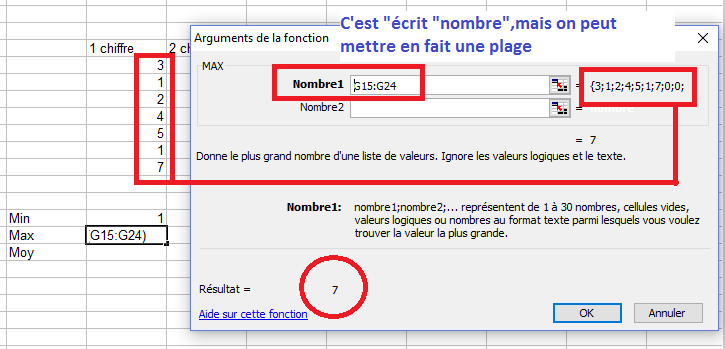 C'est "écrit "nombre",mais on peut
mettre en fait une plage
Arguments de la fonction
1 chiffre
2 ch
MAX
3
1
2
4
5
1
7
Nombre1
G15:G24
=
{3;1;2;4;5;1;7;0;0;
Nombre2
=
= 7
Donne le plus grand nombre d'une liste de valeurs. Ignore les valeurs logiques et le texte.
Nombre1: nombre1;nombre2;... représentent de 1 à 30 nombres, cellules vides,
valeurs logiques ou nombres au format texte parmi lesquels vous voulez
trouver la valeur la plus grande.
Min 1
Max G15:G24)
Moy
Résultat = 7
Aide sur cette fonction
OK
Annuler